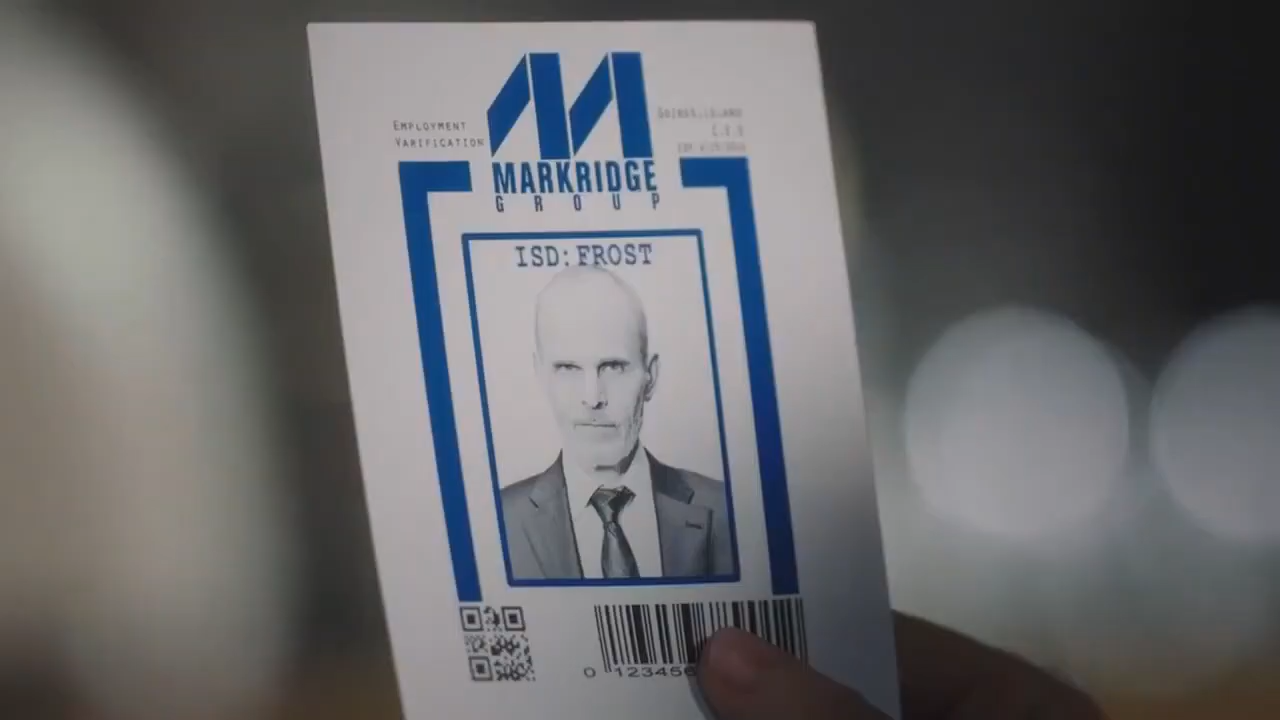 EMPLOYMENT
VARIFICATION
MARKRIDGE
GROUP
ISD: FROST
0 123456